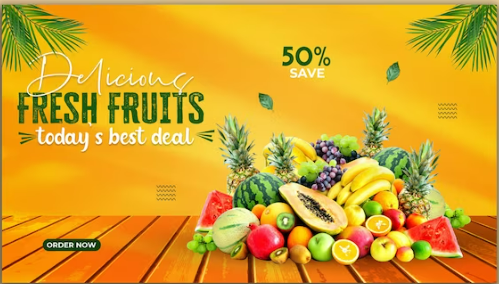 Delicious
FRESH FRUITS
today's best deal
50%
SAVE
ORDER NOW